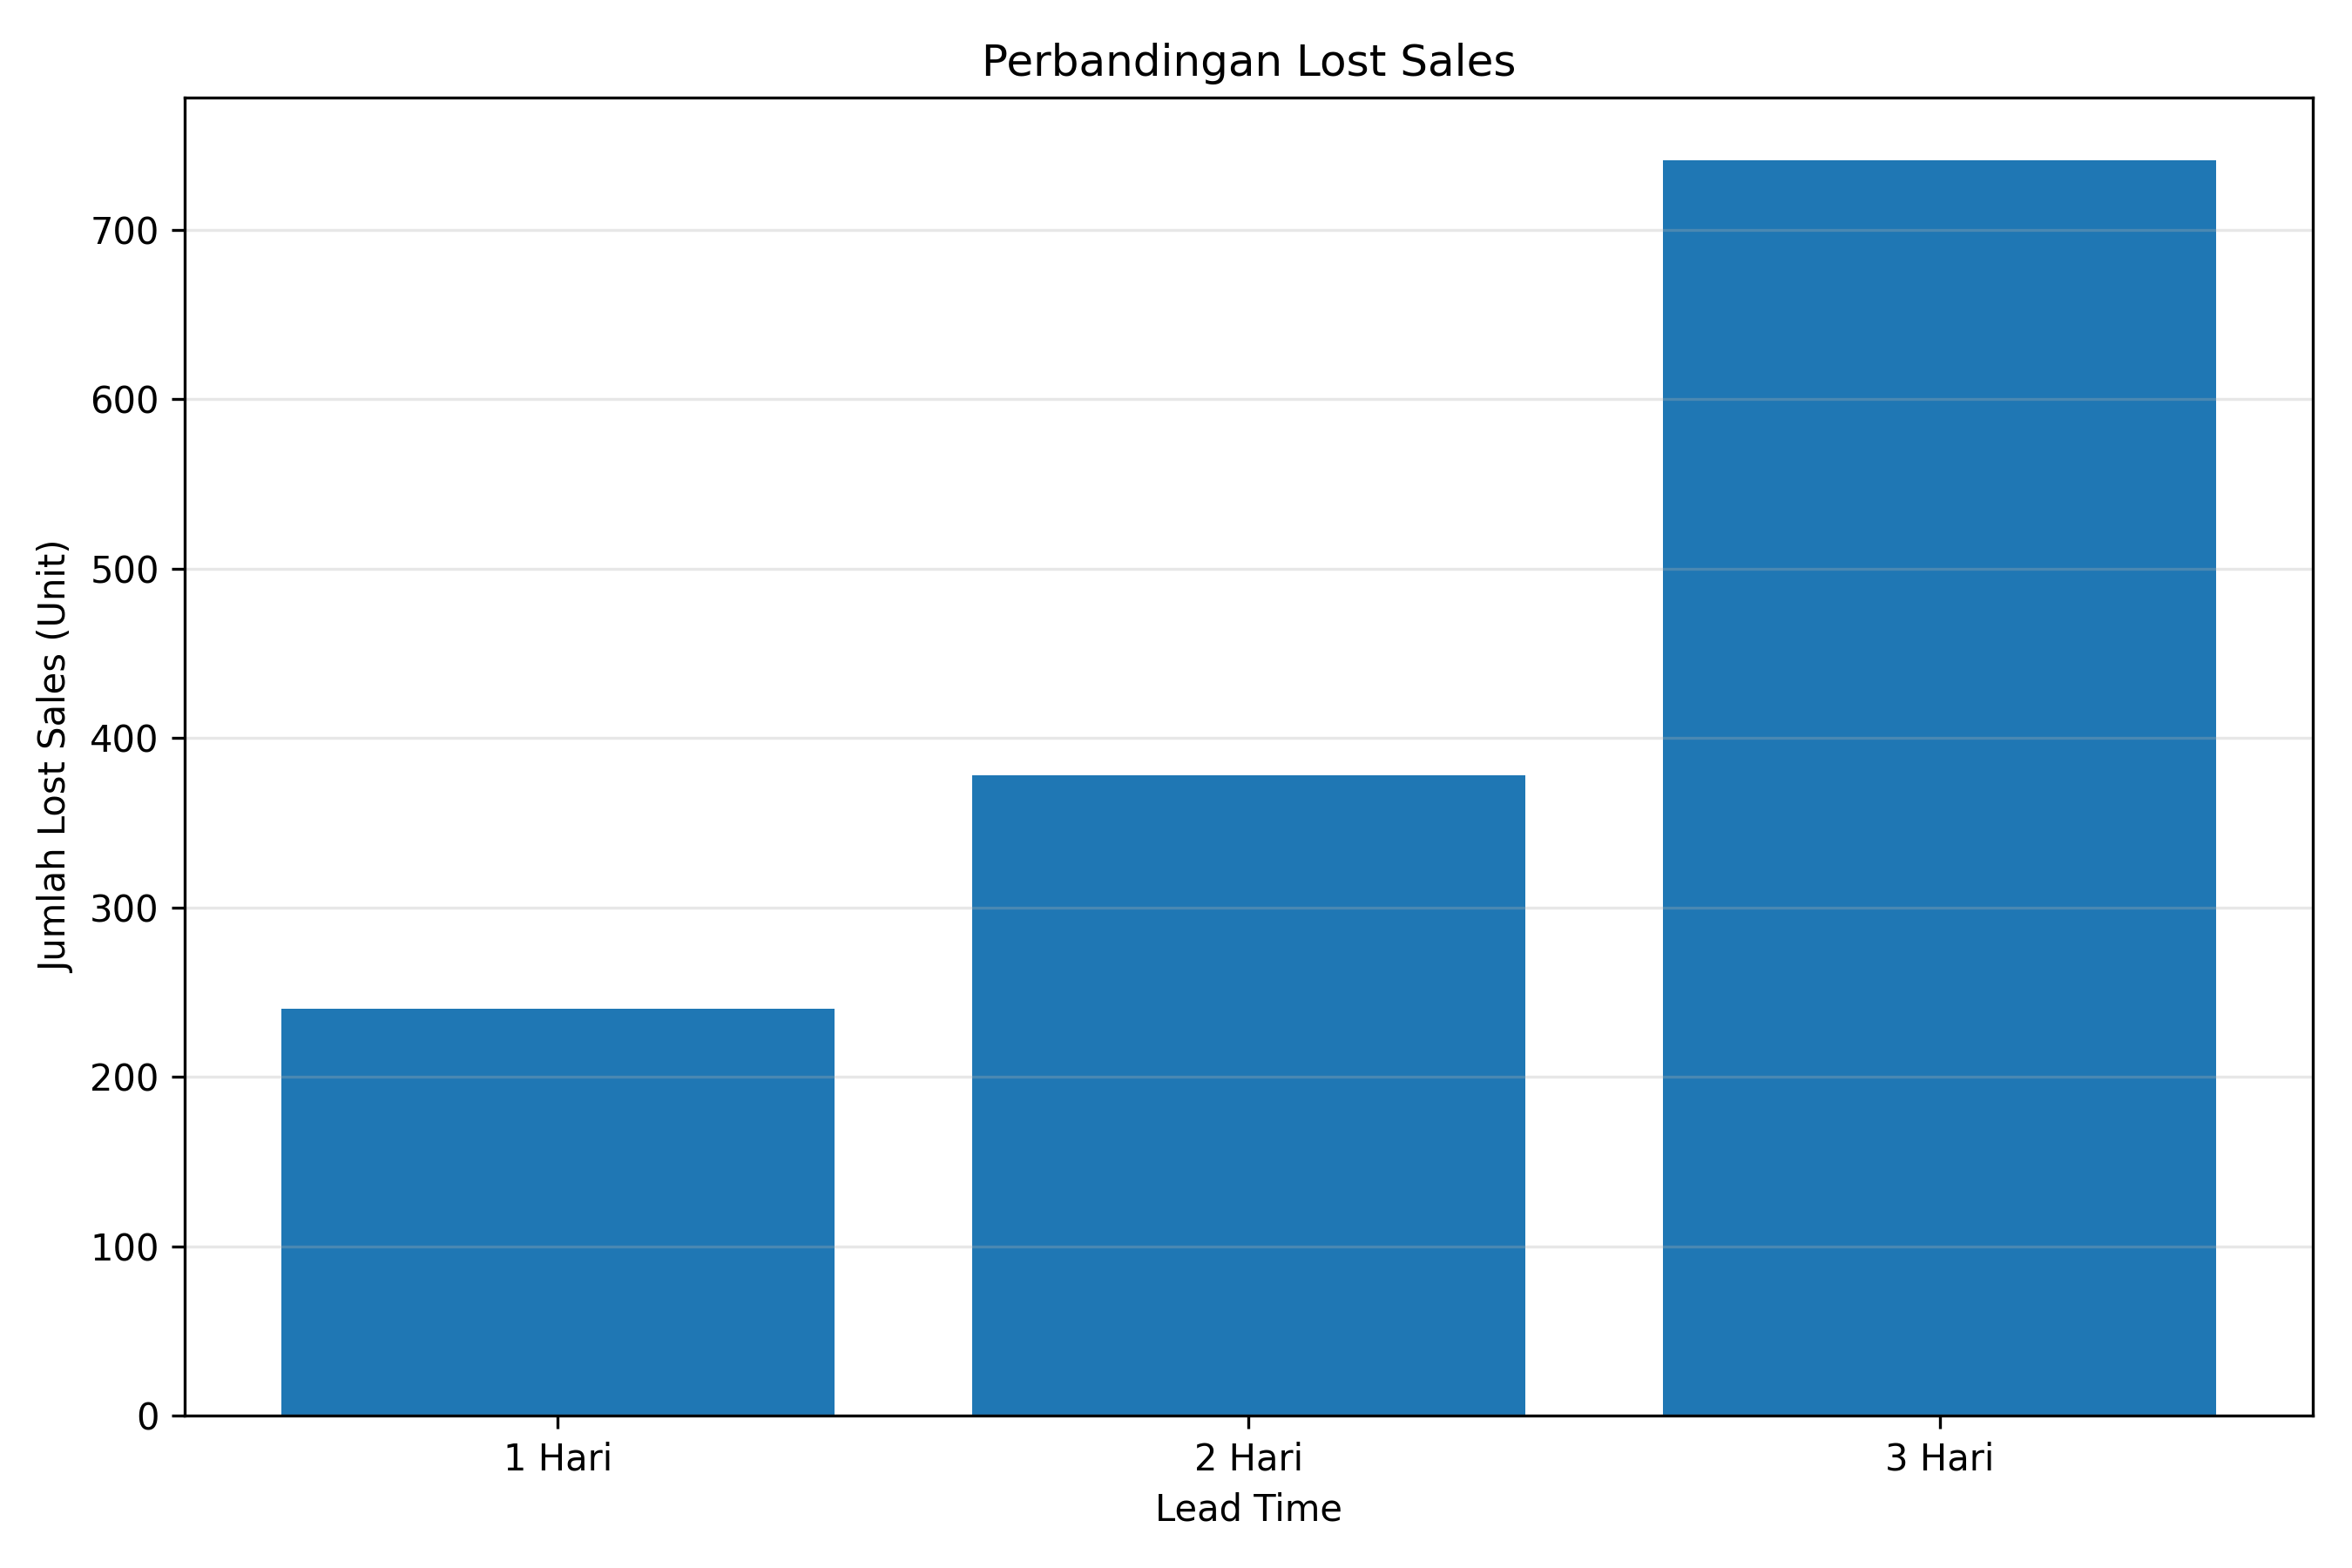 Perbandingan Lost Sales
Jumlah Lost Sales (Unit)
700
600
500
400
300
200
100
0
1 Hari
2 Hari
3 Hari
Lead Time